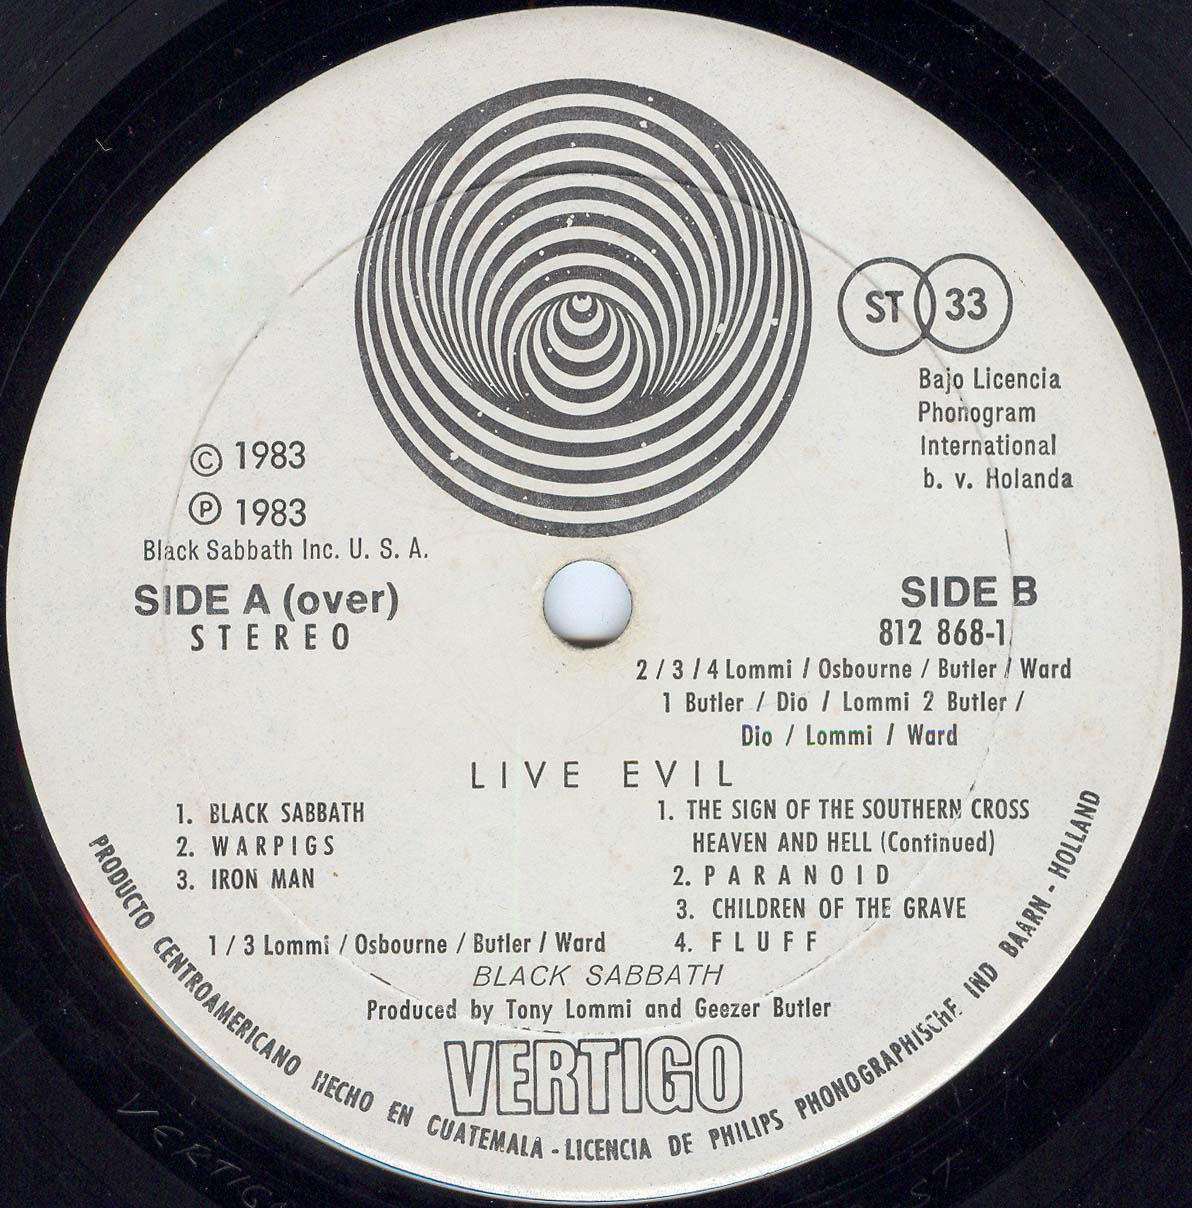 ST 33
Bajo Licencia
Phonogram
International
b. v. Holanda
© 1983
℗ 1983
Black Sabbath Inc. U. S. A.
SIDE A (over)
STEREO
SIDE B
812 868-1
2 / 3 / 4 Lommi / Osbourne / Butler / Ward
1 Butler / Dio / Lommi 2 Butler /
Dio / Lommi / Ward
LIVE EVIL
1. BLACK SABBATH
2. WARPIGS
3. IRON MAN
1 / 3 Lommi / Osbourne / Butler / Ward
1. THE SIGN OF THE SOUTHERN CROSS
HEAVEN AND HELL (Continued)
2. PARANOID
3. CHILDREN OF THE GRAVE
4. FLUFF
BLACK SABBATH
Produced by Tony Lommi and Geezer Butler
VERTIGO
PRODUCTO CENTROAMERICANO HECHO EN GUATEMALA - LICENCIA DE PHILIPS PHONOGRAPHISCHE IND BAARN - HOLLAND
VERTIGO